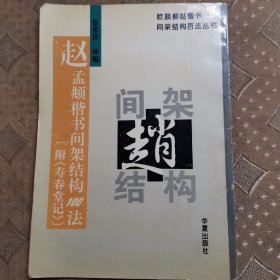 欧颜柳赵楷书
间架结构百法丛书
赵
孟頫楷书间架结构100法
〔附《寿春堂记》〕
间架
趙
结构
华夏出版社